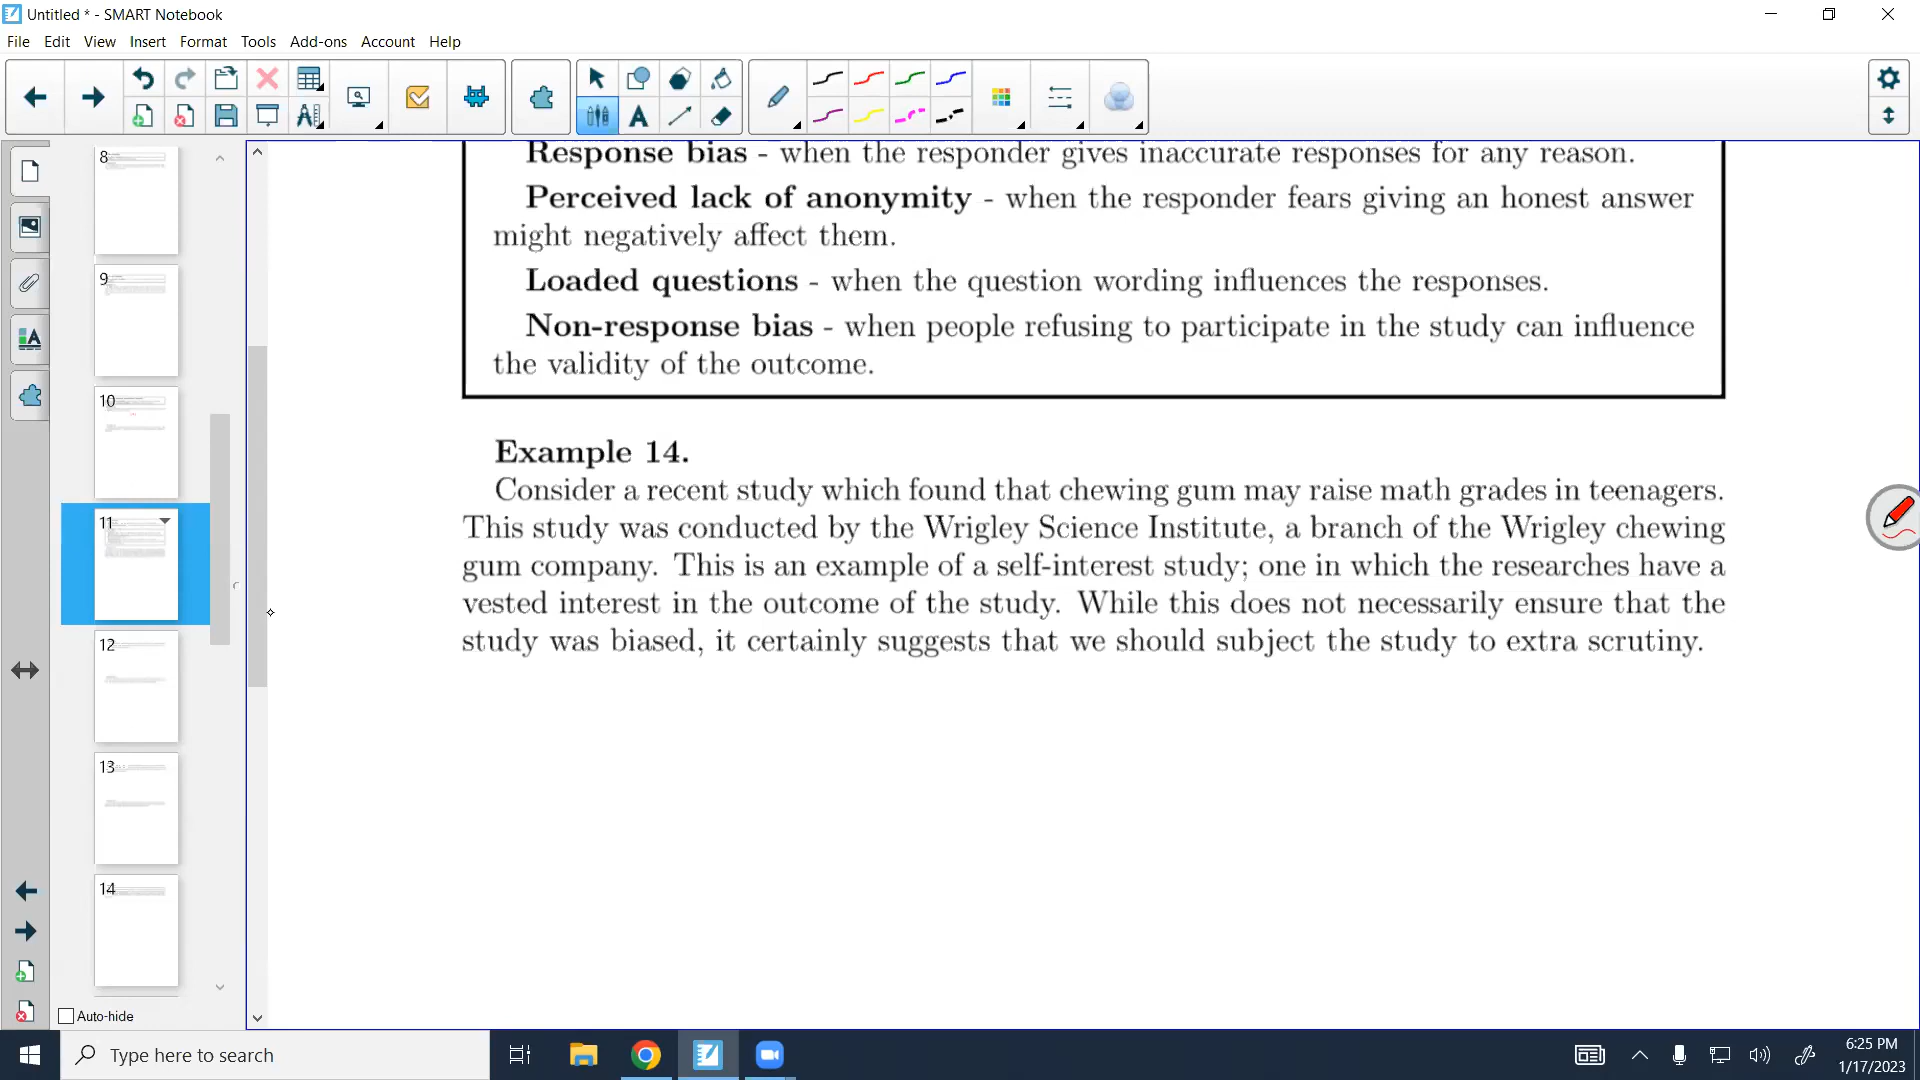 Untitled * - SMART Notebook
File Edit View Insert Format Tools Add-ons Account Help
8
9
10
11
12
13
14
Auto-hide
Response bias - when the responder gives inaccurate responses for any reason.
Perceived lack of anonymity - when the responder fears giving an honest answer
might negatively affect them.
Loaded questions - when the question wording influences the responses.
Non-response bias - when people refusing to participate in the study can influence
the validity of the outcome.
Example 14.
Consider a recent study which found that chewing gum may raise math grades in teenagers.
This study was conducted by the Wrigley Science Institute, a branch of the Wrigley chewing
gum company. This is an example of a self-interest study; one in which the researches have a
vested interest in the outcome of the study. While this does not necessarily ensure that the
study was biased, it certainly suggests that we should subject the study to extra scrutiny.
Type here to search
6:25 PM
1/17/2023